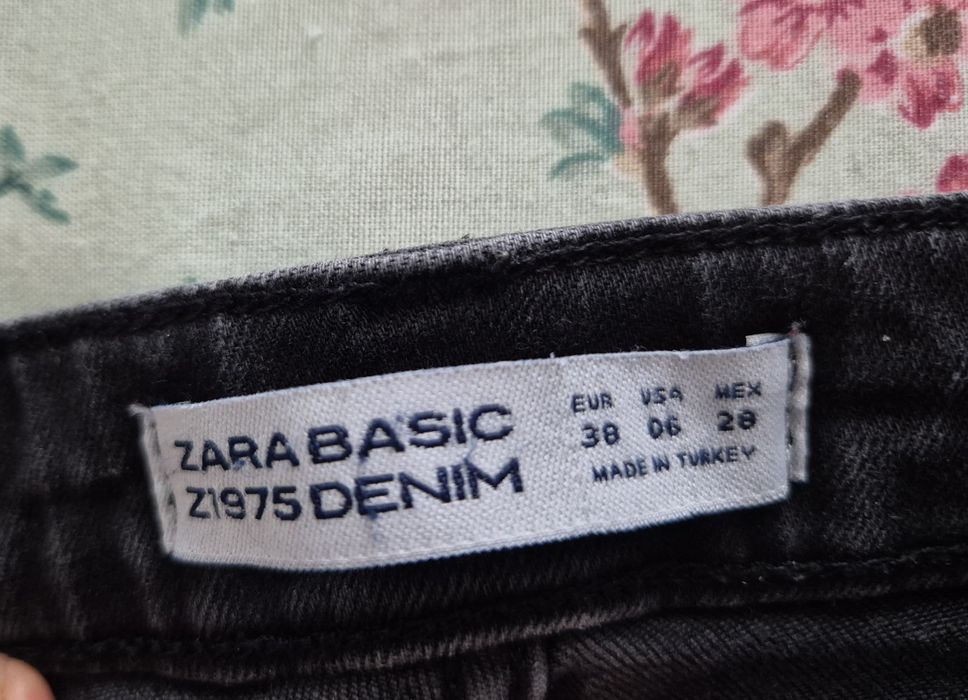 ZARA BASIC
Z1975 DENIM
EUR USA MEX
38 06 28
MADE IN TURKEY